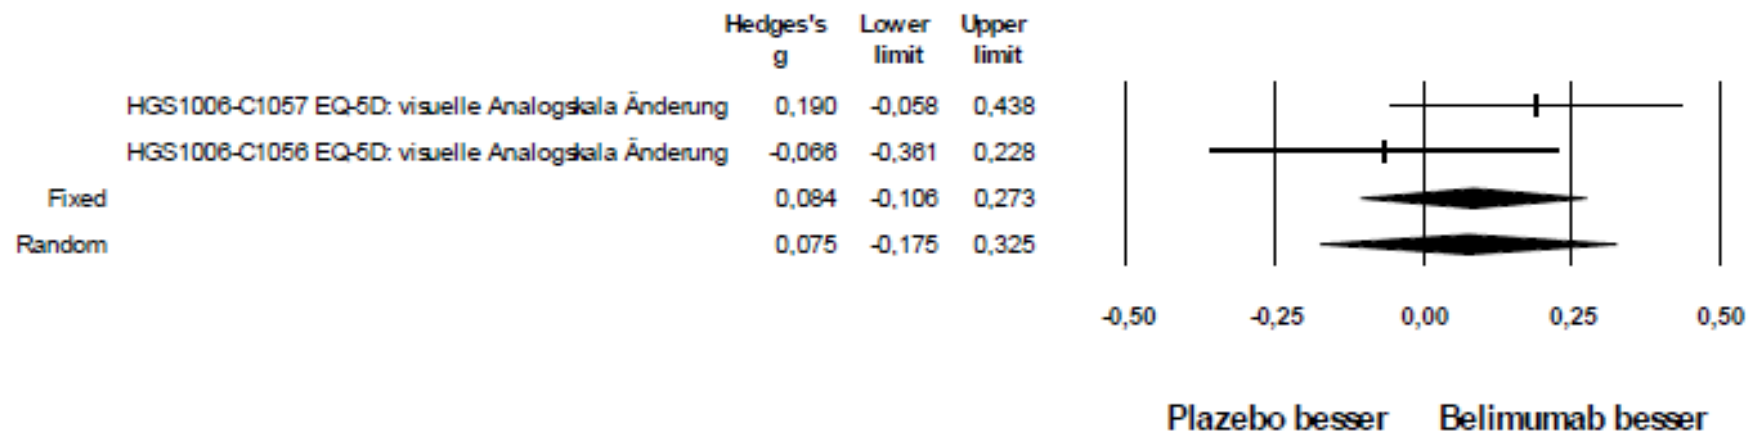 Hedges's Lower Upper
g limit limit
HGS1006-C1057 EQ-5D: visuelle Analogskala Änderung 0,190 -0,058 0,438
HGS1006-C1056 EQ-5D: visuelle Analogskala Änderung -0,066 -0,361 0,228
Fixed 0,084 -0,106 0,273
Random 0,075 -0,175 0,325
-0,50 -0,25 0,00 0,25 0,50
Plazebo besser Belimumab besser